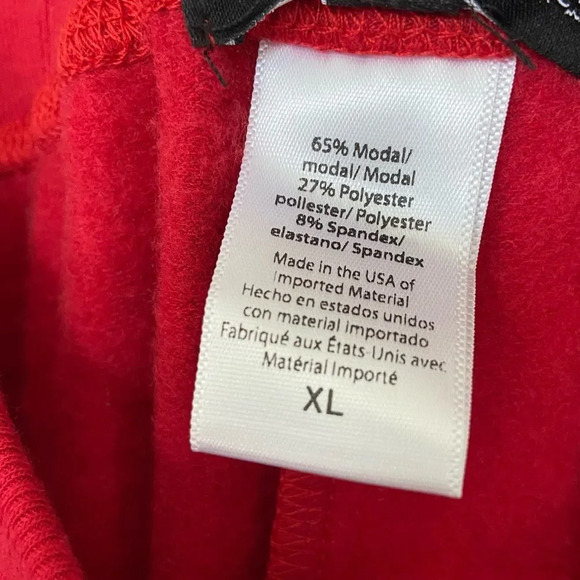 65% Modal/
modal/ Modal
27% Polyester
pollester/ Polyester
8% Spandex/
elastano/ Spandex
Made in the USA of
Imported Material
Hecho en estados unidos
con material importado
Fabriqué aux États-Unis avec
Matérial Importé
XL